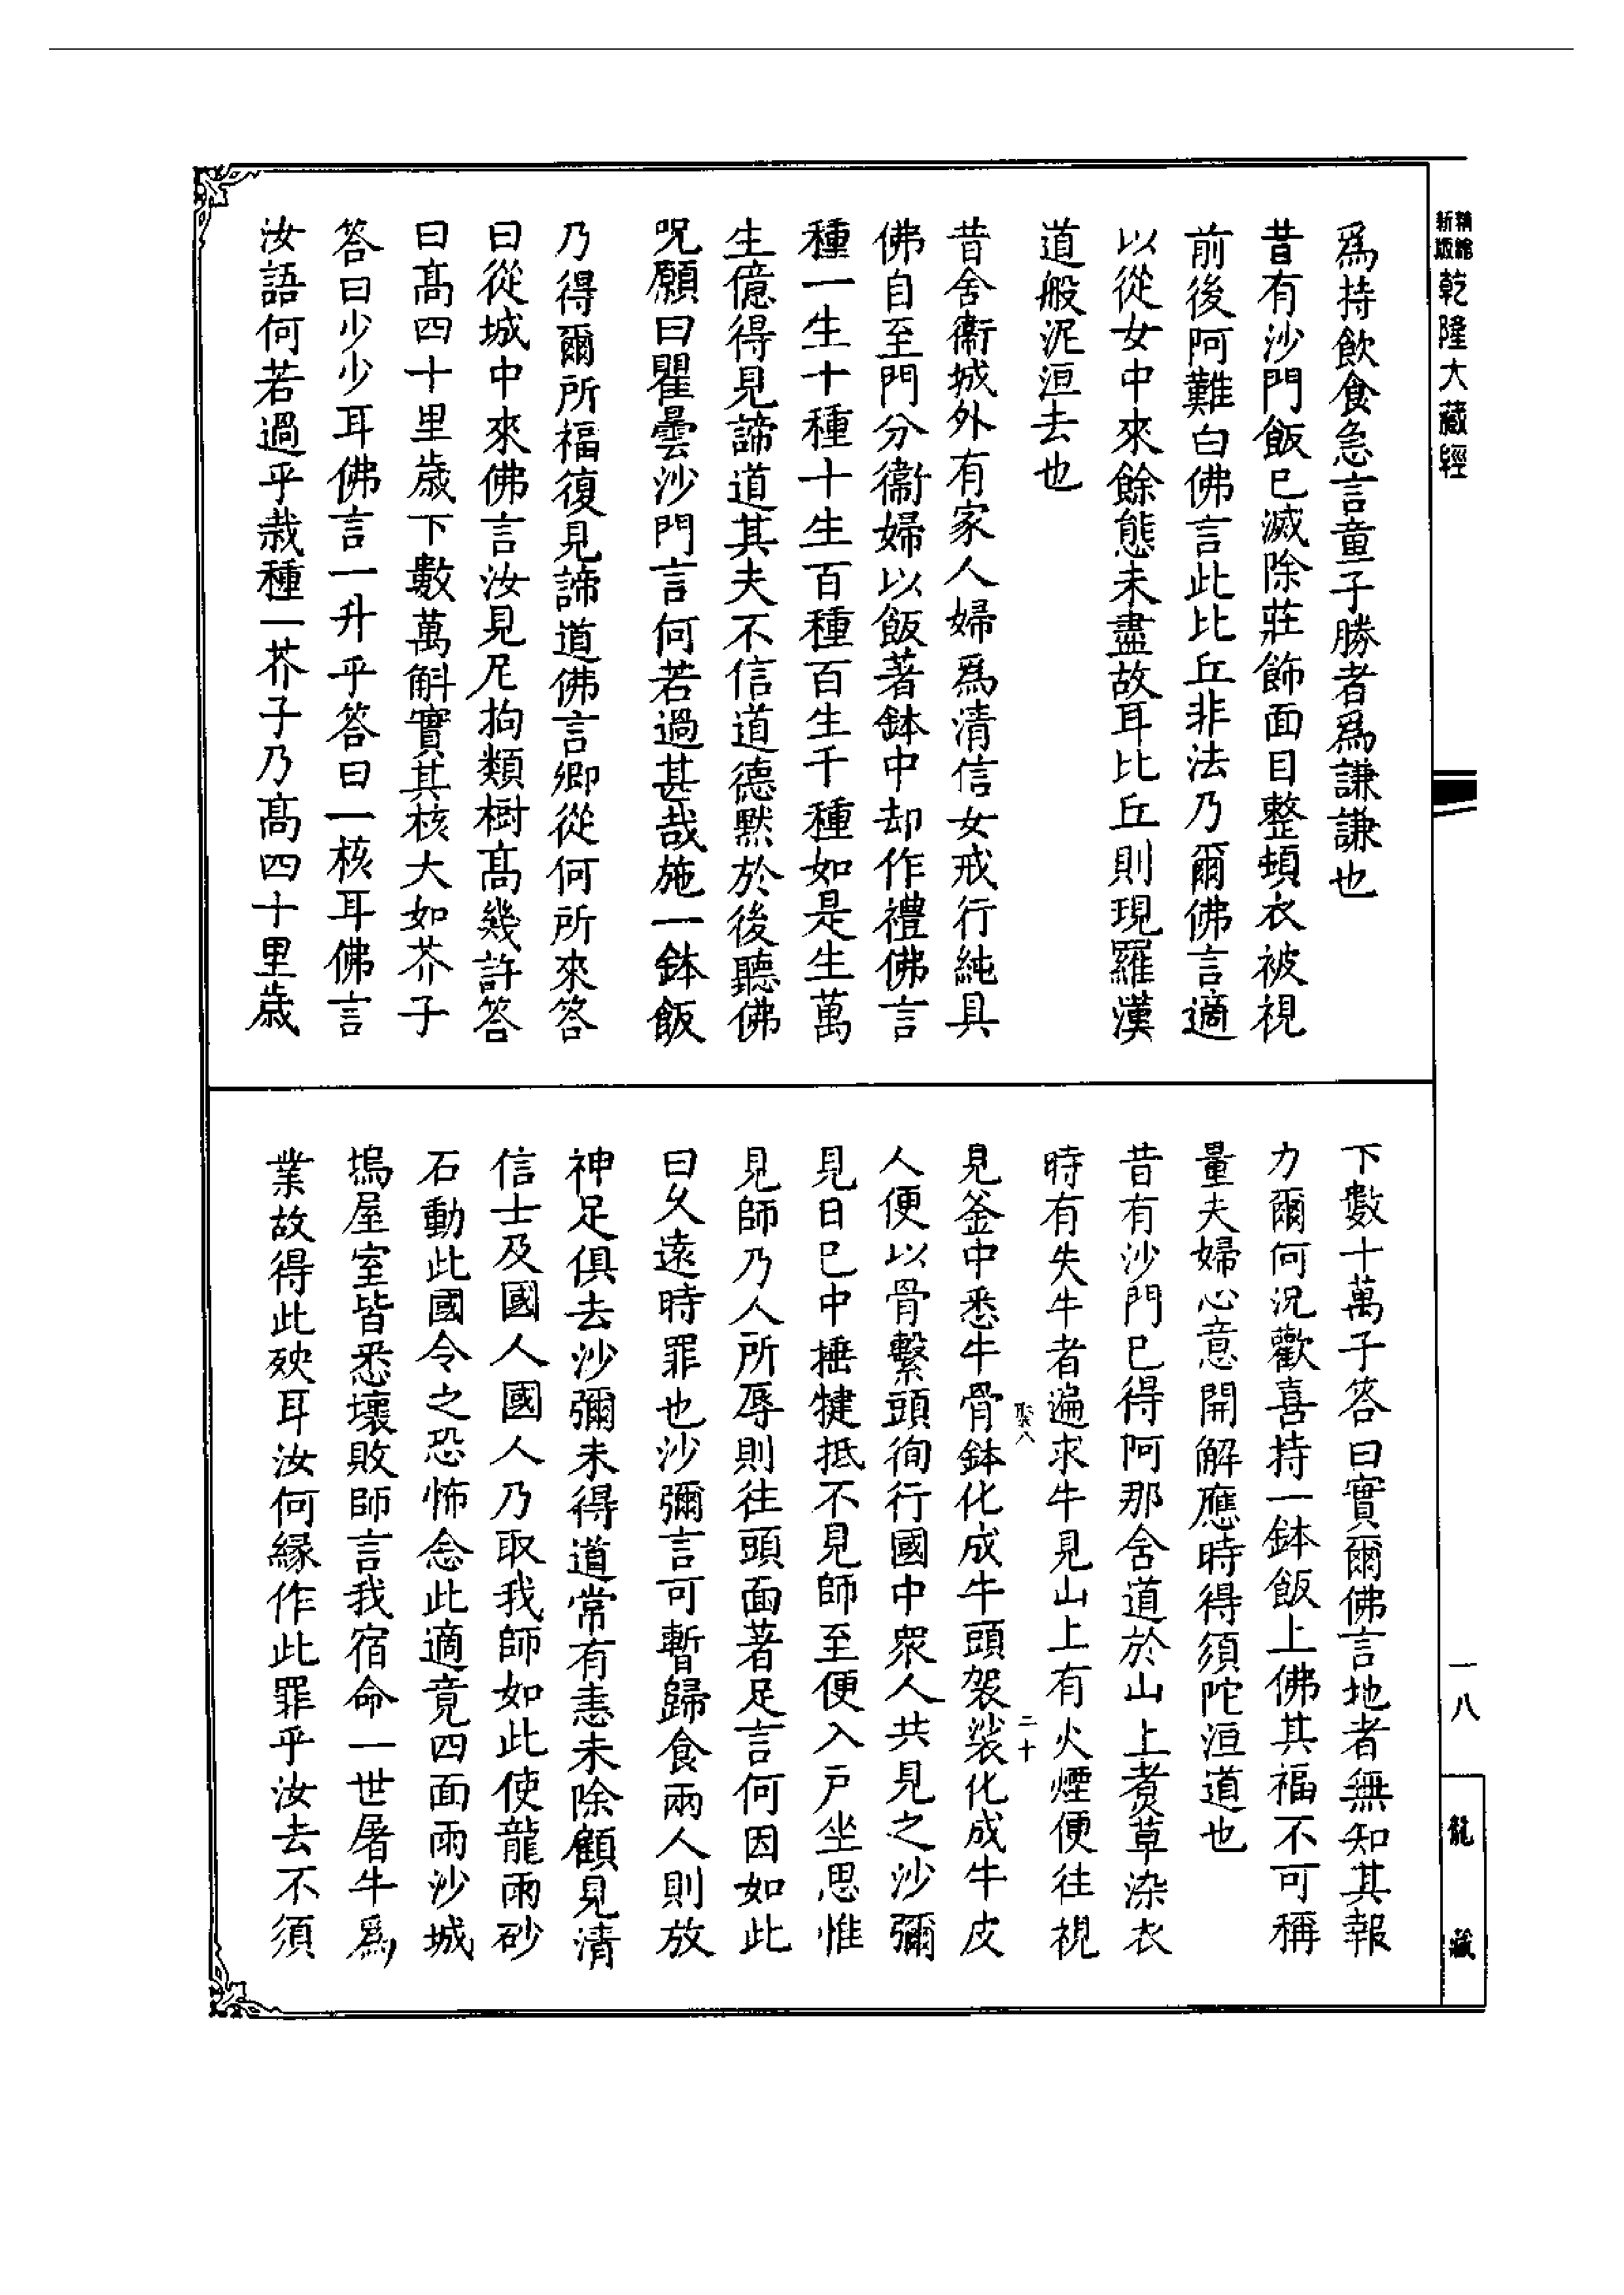 精縮
新版
乾隆大藏經
爲持飲食急言童子勝者爲謙謙也
昔有沙門飯已滅除莊飾面目整頓衣被視
前後阿難白佛言此比丘非法乃爾佛言適
以從女中來餘態未盡故耳比丘則現羅漢
道般泥洹去也
昔舍衞城外有家人婦爲清信女戒行純具
佛自至門分衞婦以飯著鉢中却作禮佛言
種一生十種十生百種百生千種如是生萬
生億得見諦道其夫不信道德默於後聽佛
咒願曰瞿曇沙門言何若過甚哉施一鉢飯
乃得爾所福復見諦道佛言卿從何所來答
曰從城中來佛言汝見尼拘類樹高幾許答
曰高四十里歲下數萬斛實其核大如芥子
答曰少少耳佛言一升乎答曰一核耳佛言
汝語何若過乎哉種一芥子乃高四十里歲
下數十萬子答曰實爾佛言地者無知其報
力爾何況歡喜持一鉢飯上佛其福不可稱
量夫婦心意開解應時得須陀洹道也
昔有沙門已得阿那舍道於山上煮草染衣
時有失牛者遍求牛見山上有火煙便往視
見釜中悉牛骨鉢化成牛頭袈裟化成牛皮
人便以骨繫頭徇行國中衆人共見之沙彌
見日已中捶犍抵不見師至便入戶坐思惟
見師乃人所辱則往頭面著足言何因如此
曰久遠時罪也沙彌言可暫歸食兩人則放
神足俱去沙彌未得道常有恚未除顧見清
信士及國人國人乃取我師如此使龍雨砂
石動此國令之恐怖念此適竟四面雨沙城
塢屋室皆悉壞敗師言我宿命一世屠牛爲
業故得此殃耳汝何緣作此罪乎汝去不須
二十
一八
龍藏